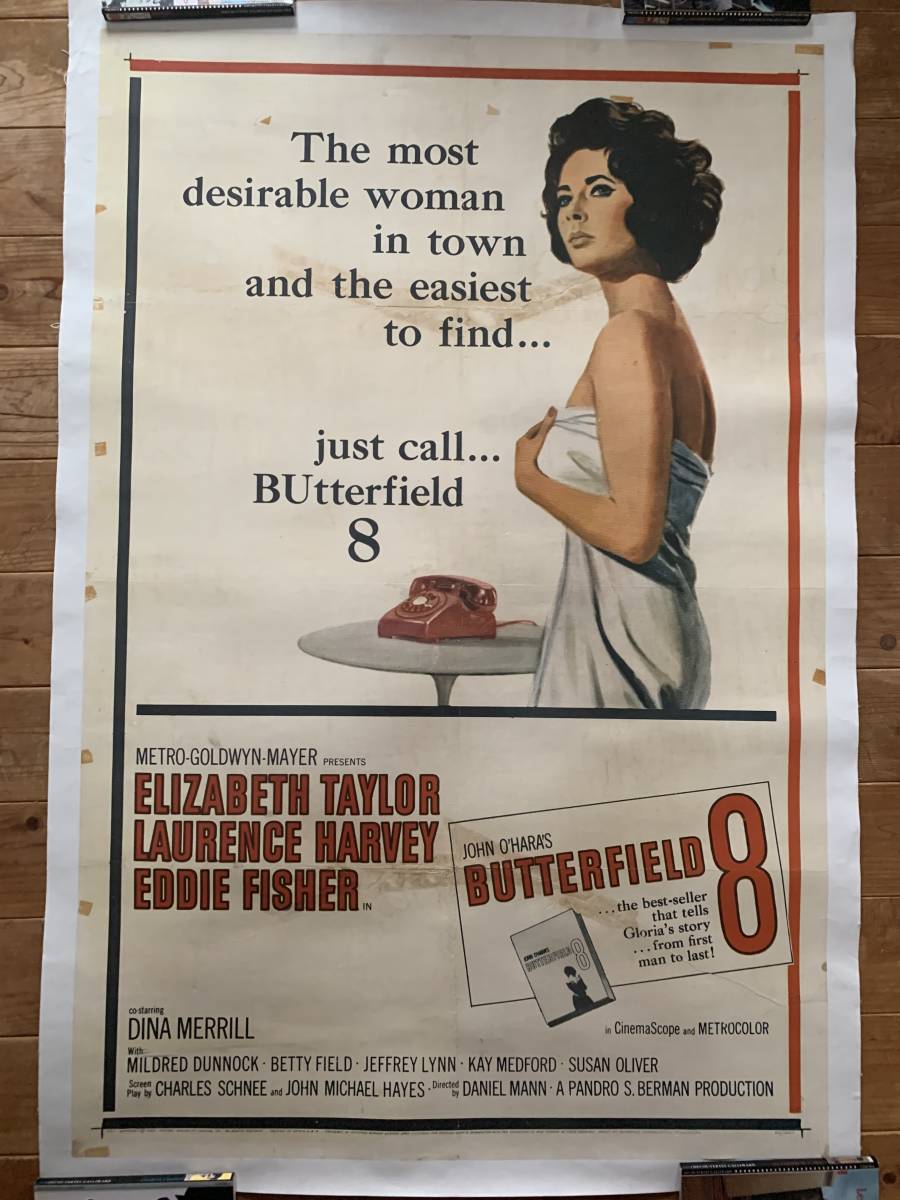 The most
desirable woman
in town
and the easiest
to find...
just call...
BUtterfield
8
METRO-GOLDWYN-MAYER PRESENTS
ELIZABETH TAYLOR
LAURENCE HARVEY
EDDIE FISHER IN
JOHN O'HARA'S
BUTTERFIELD 8
...the best-seller
that tells
Gloria's story
...from first
man to last!
JOHN O'HARA'S
BUTTERFIELD 8
in CinemaScope and METROCOLOR
co-starring
DINA MERRILL
With
MILDRED DUNNOCK · BETTY FIELD · JEFFREY LYNN · KAY MEDFORD · SUSAN OLIVER
Screen Play by CHARLES SCHNEE and JOHN MICHAEL HAYES · Directed by DANIEL MANN · A PANDRO S. BERMAN PRODUCTION